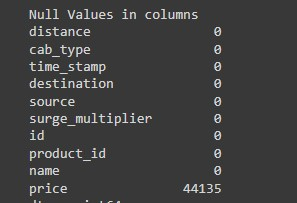 Null Values in columns
distance 0
cab_type 0
time_stamp 0
destination 0
source 0
surge_multiplier 0
id 0
product_id 0
name 0
price 44135